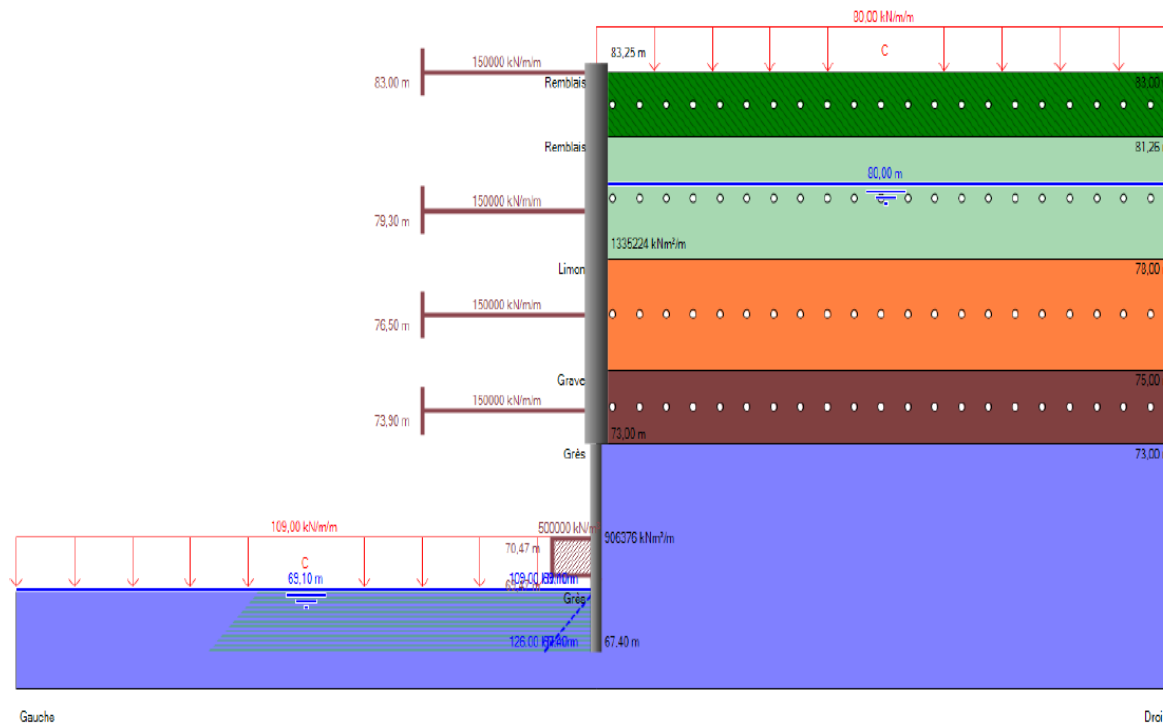 80,00 kN/m/m
C
83,25 m
150000 kN/m/m
83,00 m
Remblais
83,00
Remblais
81,25 m
80,00 m
150000 kN/m/m
79,30 m
1335224 kNm²/m
Limon
78,00
150000 kN/m/m
76,50 m
Grave
75,00
150000 kN/m/m
73,90 m
73,00 m
Grès
73,00
109,00 kN/m/m
500000 kN/m
906376 kNm²/m
70,47 m
C
69,10 m
Grès
67,40 m
Gauche
Droi